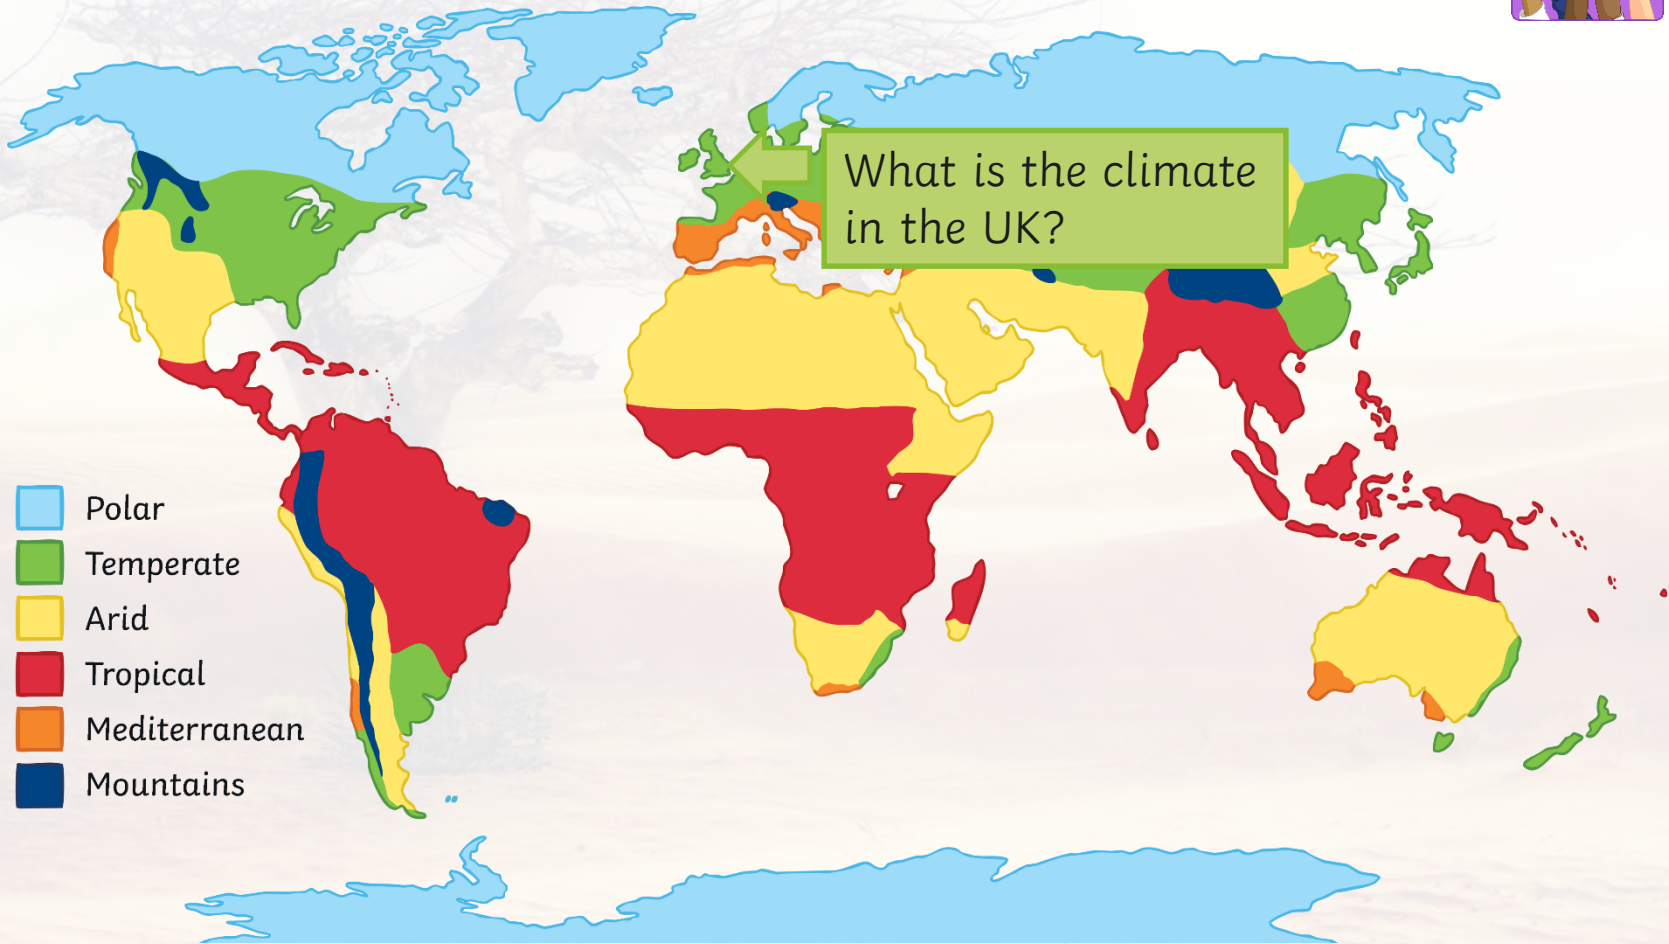 What is the climate
in the UK?
Polar
Temperate
Arid
Tropical
Mediterranean
Mountains